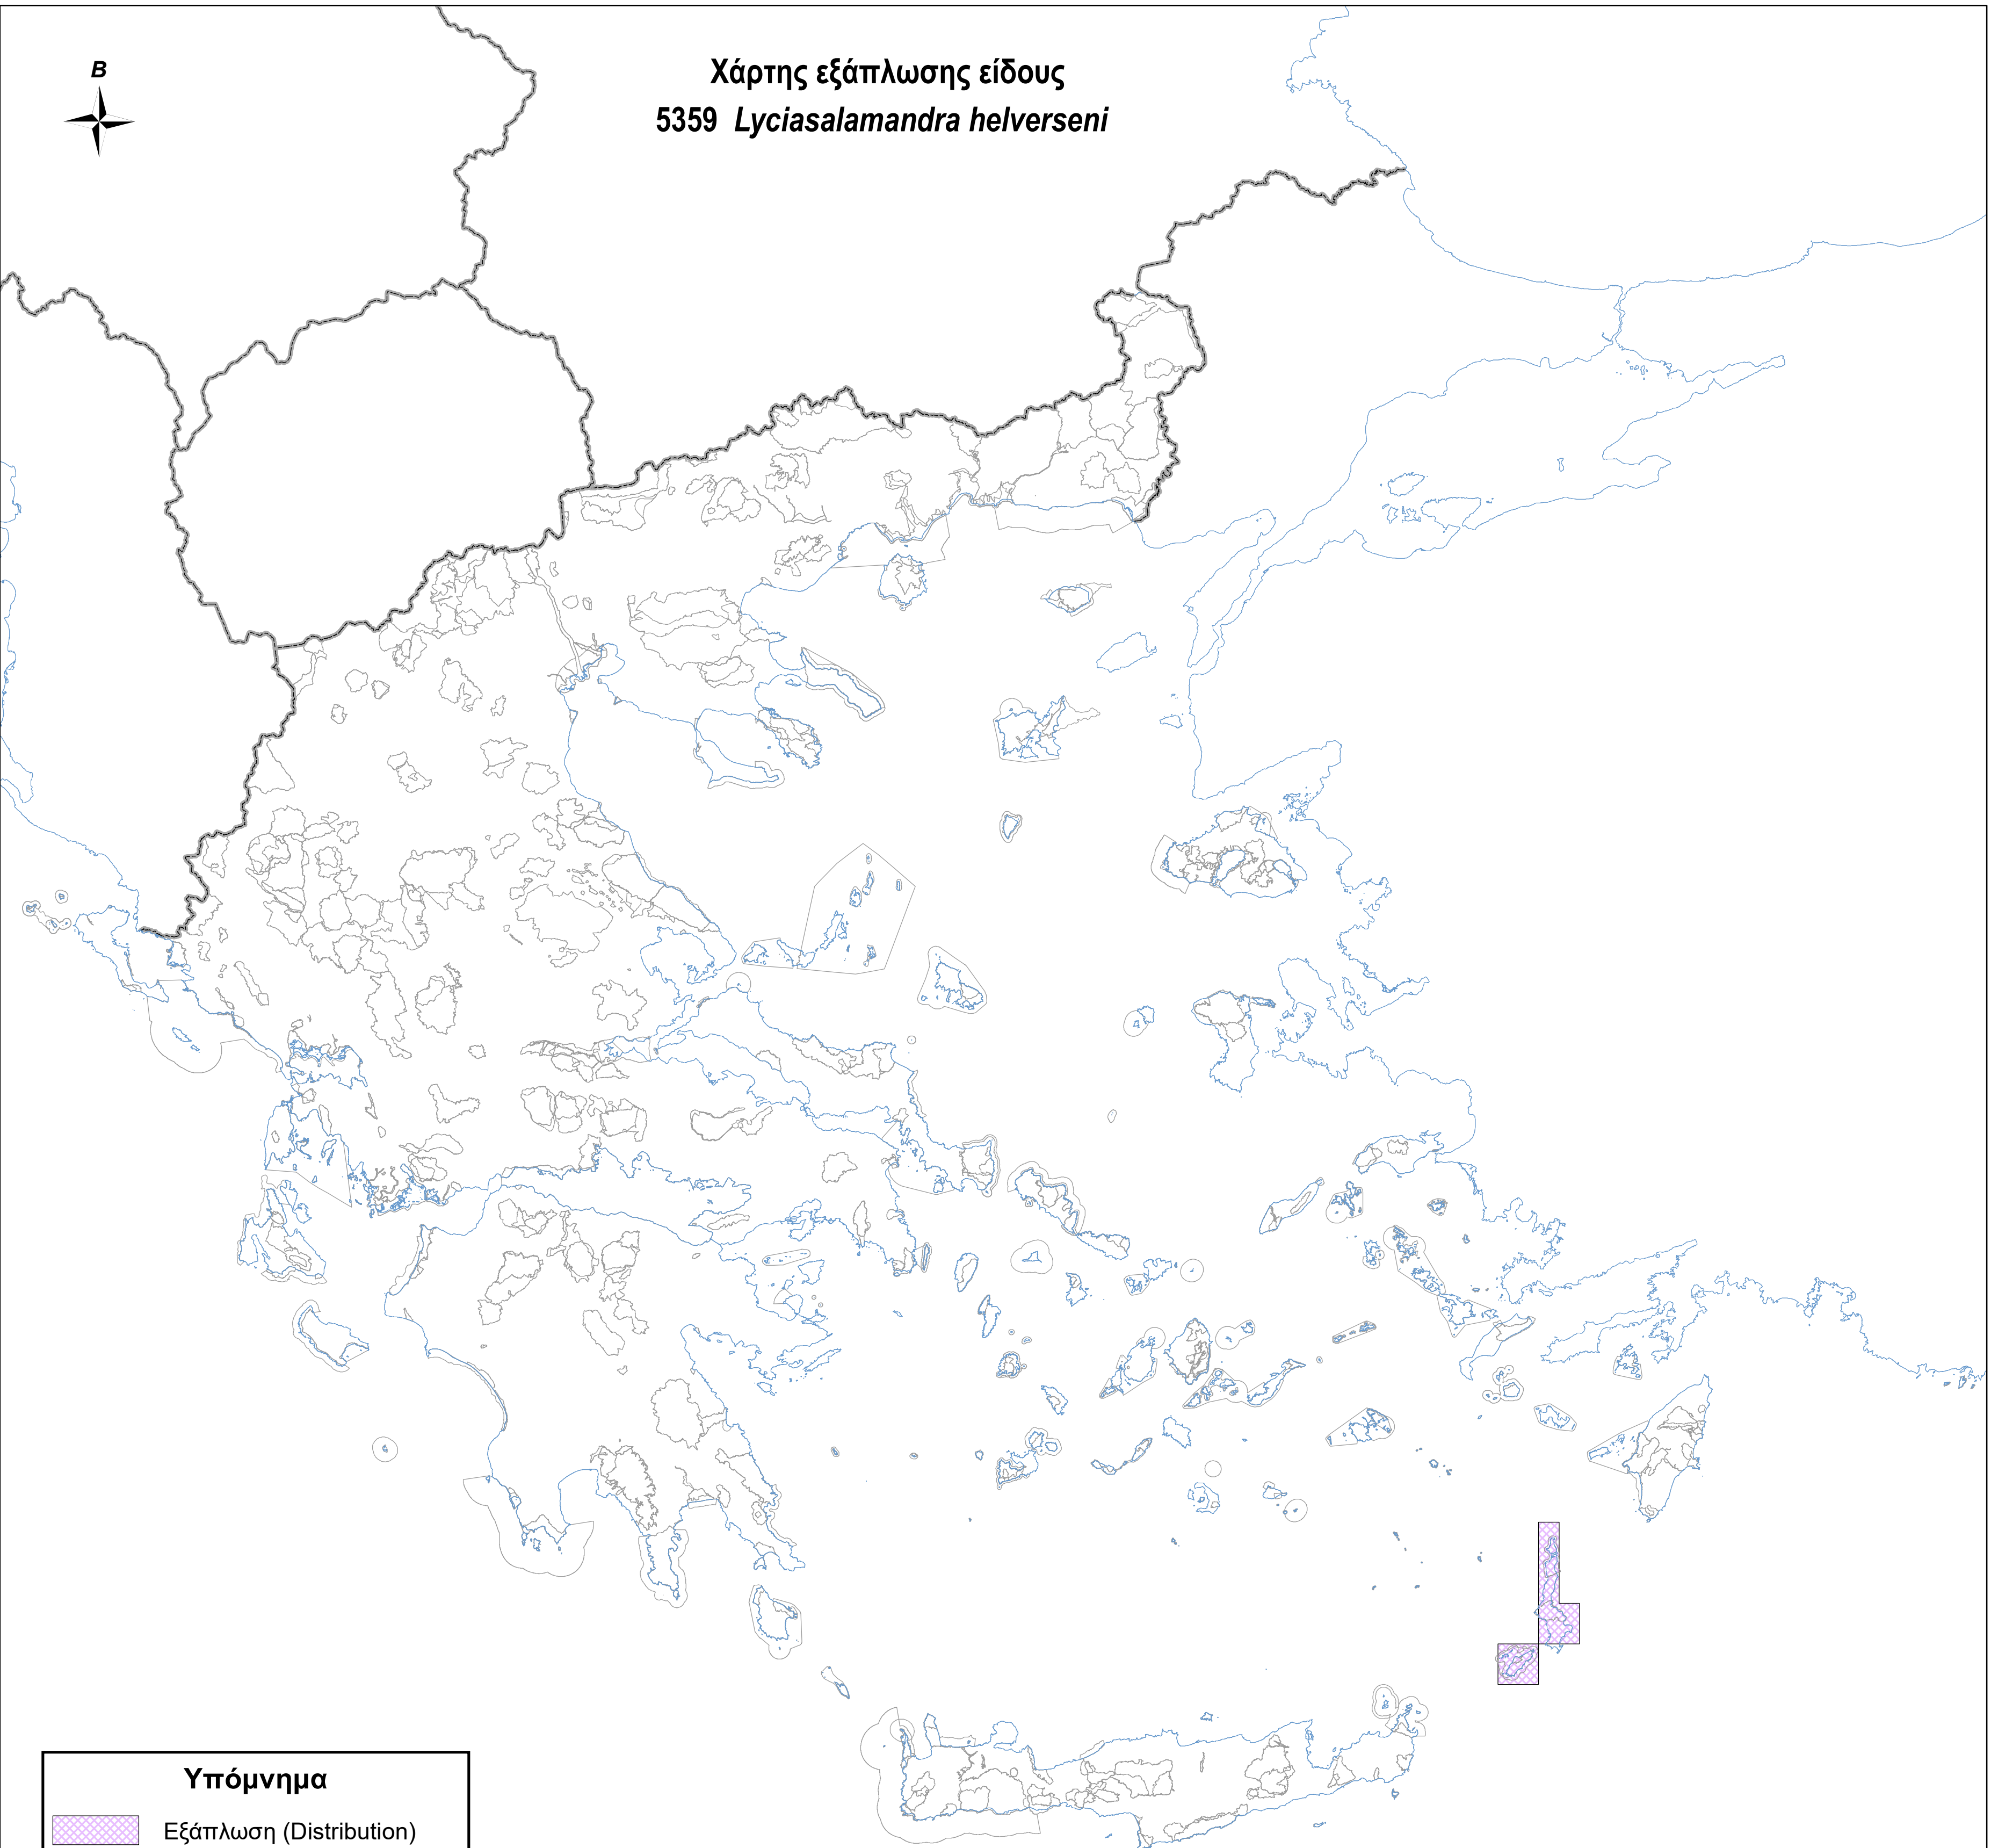 B
Χάρτης εξάπλωσης είδους
5359 Lyciasalamandra helverseni
Υπόμνημα
Εξάπλωση (Distribution)